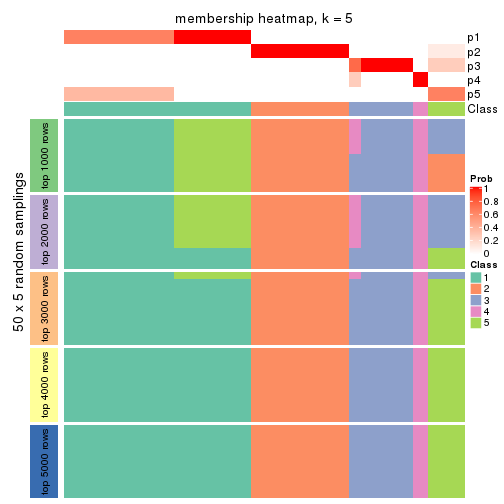 membership heatmap, k = 5
p1
p2
p3
p4
p5
Class
50 x 5 random samplings
top 1000 rows
top 2000 rows
top 3000 rows
top 4000 rows
top 5000 rows
Prob
1
0.8
0.6
0.4
0.2
0
Class
1
2
3
4
5